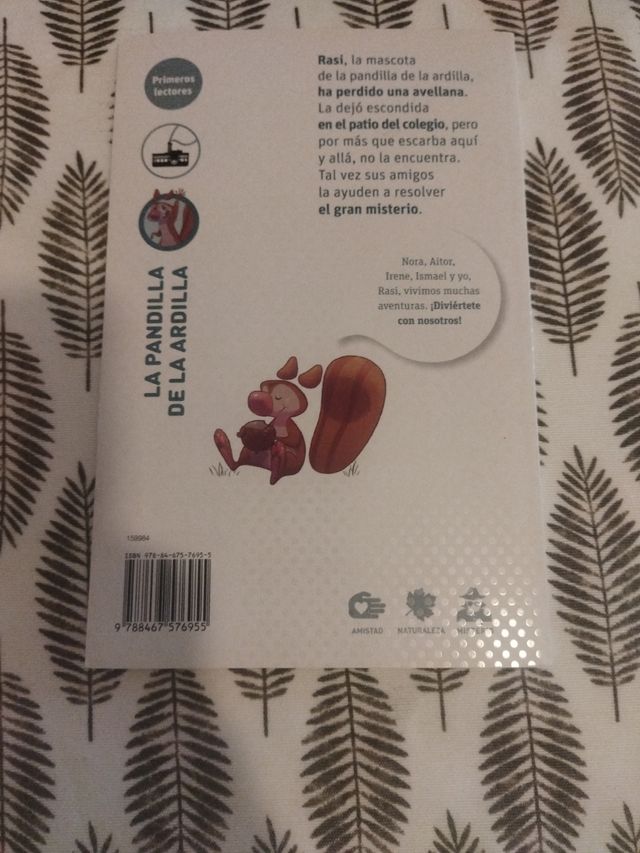 Primeros
lectores
Rasi, la mascota
de la pandilla de la ardilla,
ha perdido una avellana.
La dejó escondida
en el patio del colegio, pero
por más que escarba aquí
y allá, no la encuentra.
Tal vez sus amigos
la ayuden a resolver
el gran misterio.
Nora, Aitor,
Irene, Ismael y yo,
Rasi, vivimos muchas
aventuras. ¡Diviértete
con nosotros!
LA PANDILLA
DE LA ARDILLA
158984
ISBN 978-84-675-7695-5
9 788467 576955
AMISTAD
NATURALEZA
MISTERIO